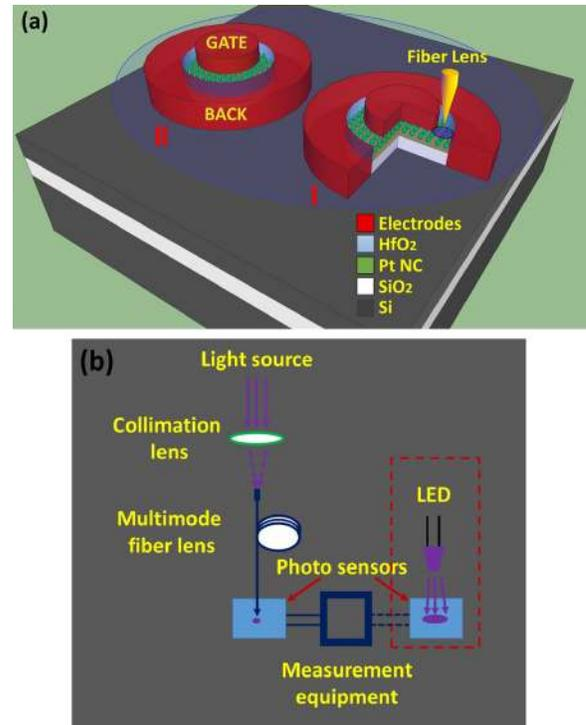 (a)
GATE
BACK
Fiber Lens
II
I
Electrodes
HfO₂
Pt NC
SiO₂
Si
(b)
Light source
Collimation
lens
LED
Multimode
fiber lens
Photo sensors
Measurement
equipment